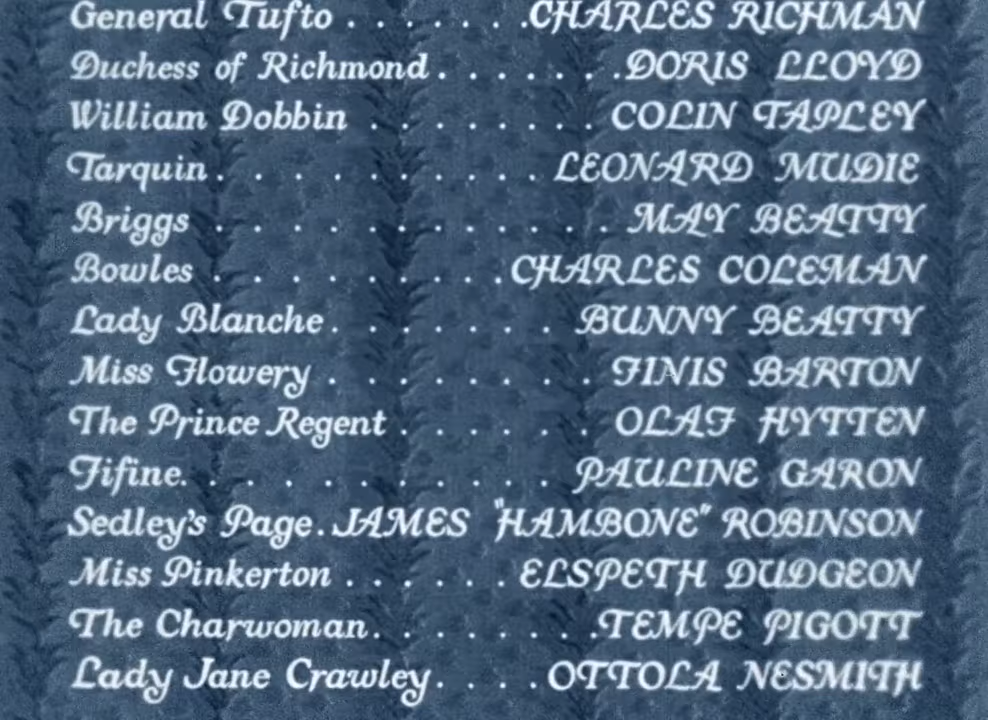 General Tufto . . . . . . .CHARLES RICHMAN
Duchess of Richmond . . . . . . .DORIS LLOYD
William Dobbin . . . . . . . . COLIN TAPLEY
Tarquin . . . . . . . . . . LEONARD MUDIE
Briggs . . . . . . . . . . . . MAY BEATTY
Bowles . . . . . . . . .CHARLES COLEMAN
Lady Blanche . . . . . . . BUNNY BEATTY
Miss Flowery . . . . . . . . FINIS BARTON
The Prince Regent . . . . . . OLAF HYTTEN
Fifine. . . . . . . . . . PAULINE GARON
Sedley's Page . JAMES "HAMBONE" ROBINSON
Miss Pinkerton . . . . . . ELSPETH DUDGEON
The Charwoman. . . . . . . .TEMPE PIGOTT
Lady Jane Crawley . . . . OTTOLA NESMITH